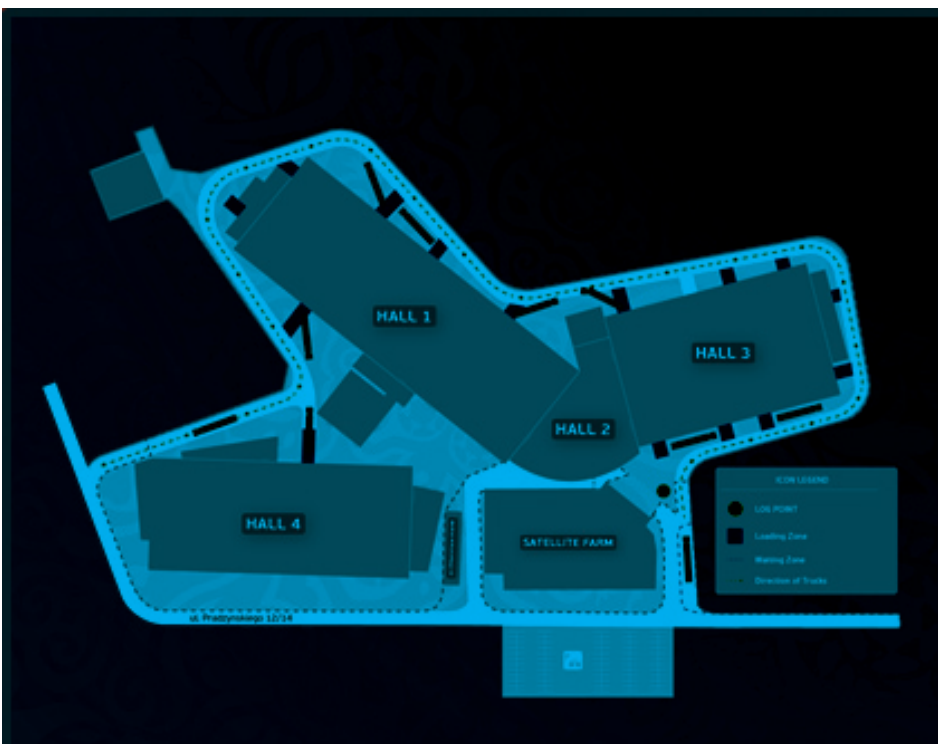 HALL 1
HALL 3
HALL 2
HALL 4
SATELLITE FARM
ICON LEGEND
LOG POINT
Loading Zone
Waiting Zone
Direction of Trucks
ul. Prądzyńskiego 12/14